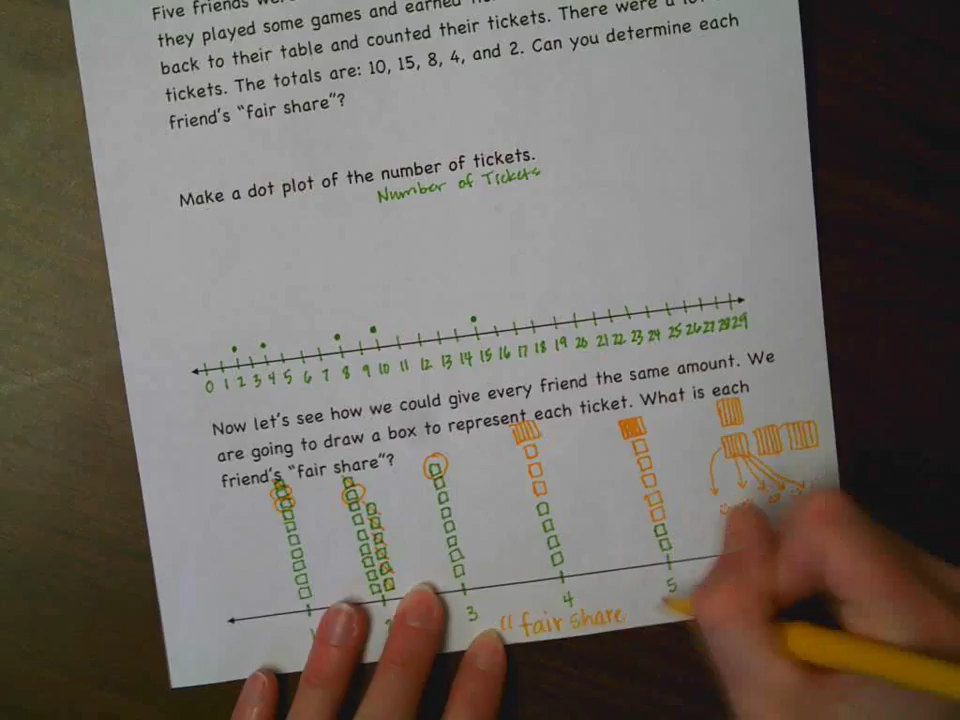 Five friends
they played some games and earned
back to their table and counted their tickets. There were a
tickets. The totals are: 10, 15, 8, 4, and 2. Can you determine each
friend's "fair share"?
Make a dot plot of the number of tickets.
Number of Tickets
0 1 2 3 4 5 6 7 8 9 10 11 12 13 14 15 16 17 18 19 20 21 22 23 24 25 26 27 28 29
Now let's see how we could give every friend the same amount. We
are going to draw a box to represent each ticket. What is each
friend's "fair share"?
3 4 5
"fair share